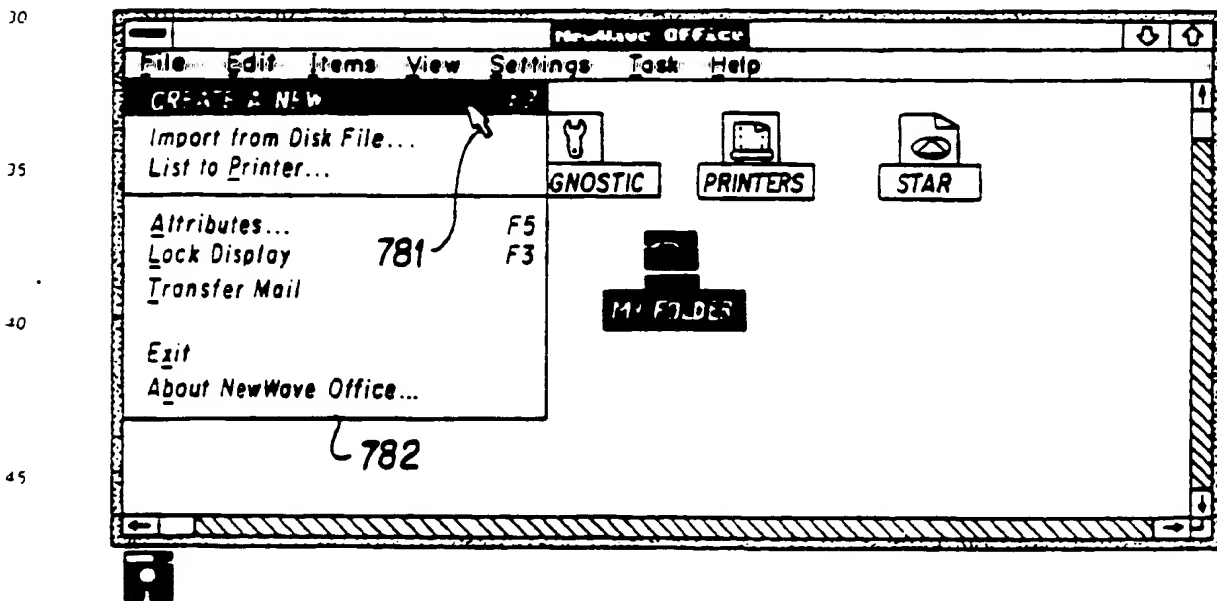 30
NewWave Office
File Edit Items View Settings Task Help
CREATE A NEW
Import from Disk File...
List to Printer...
35
GNOSTIC PRINTERS STAR
Attributes... F5
Lock Display F3
781
Transfer Mail
MY FOLDER
40
Exit
About NewWave Office...
782
45